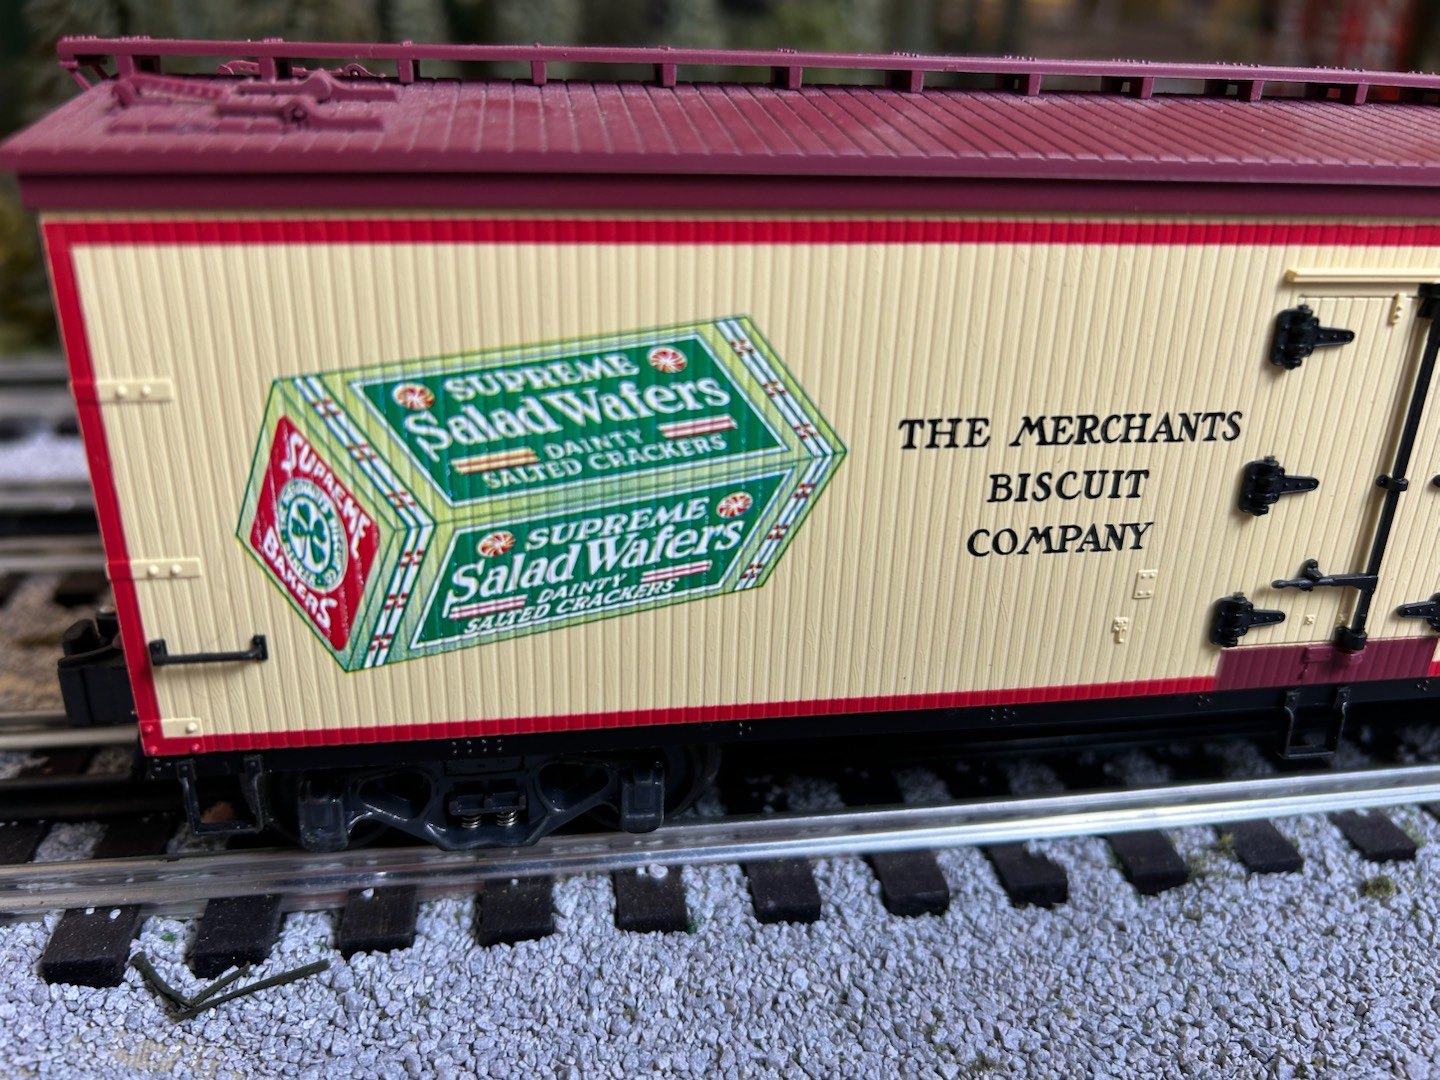 SUPREME
Salad Wafers
DAINTY
SALTED CRACKERS
SUPREME
Salad Wafers
DAINTY
SALTED CRACKERS
SUPREME
BAKERS
THE MERCHANTS
BISCUIT
COMPANY